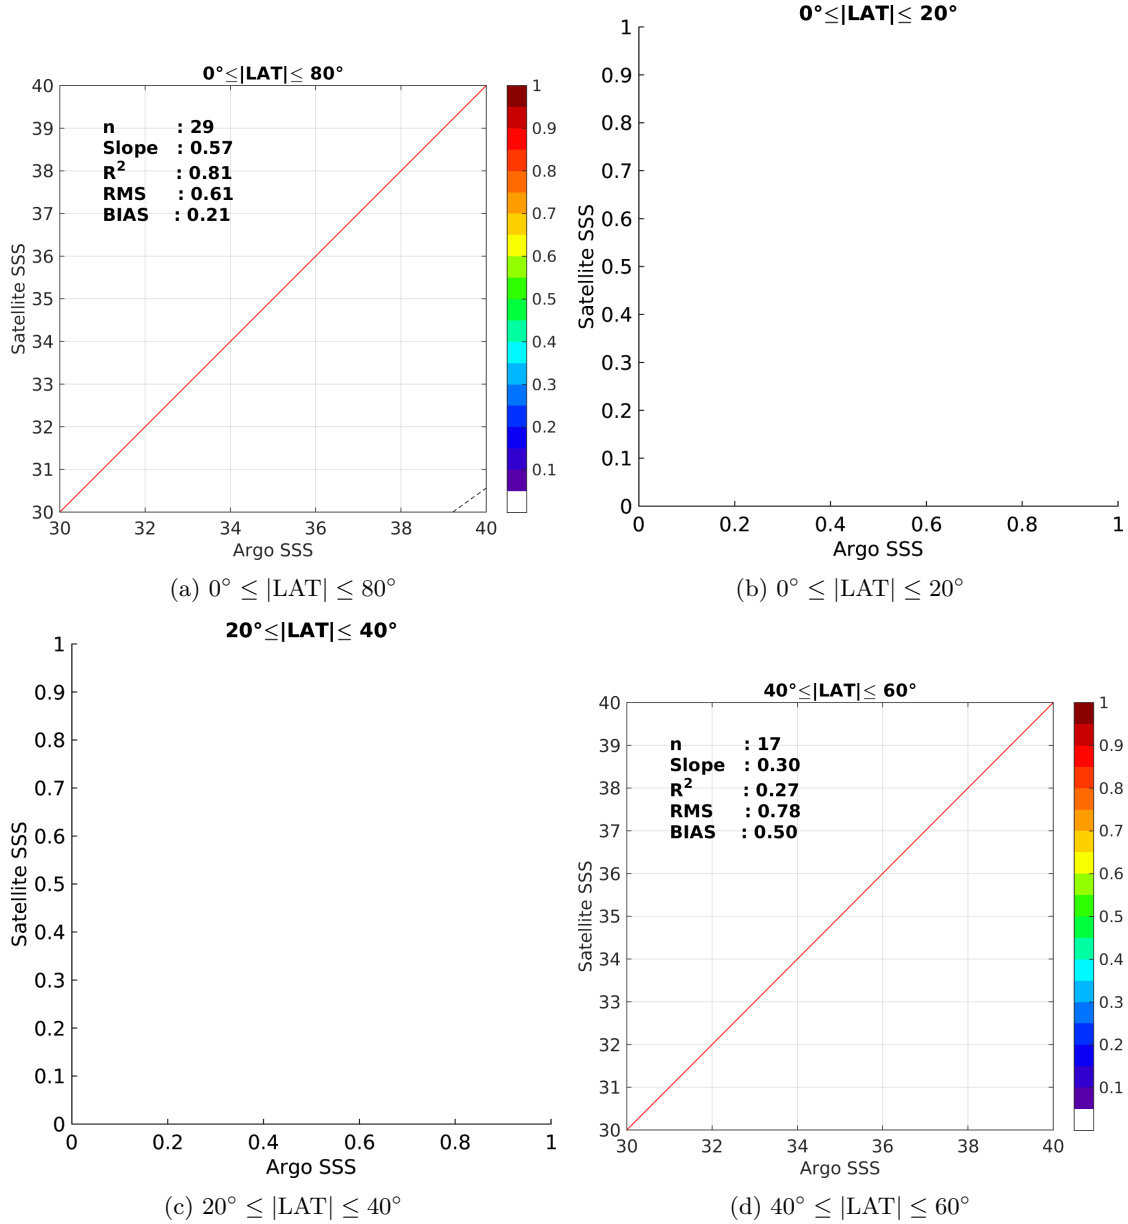 0°≤|LAT|≤ 80°
40
39
38
37
36
35
34
33
32
31
30
30 32 34 36 38 40
Satellite SSS
Argo SSS
n : 29
Slope : 0.57
R² : 0.81
RMS : 0.61
BIAS : 0.21
1
0.9
0.8
0.7
0.6
0.5
0.4
0.3
0.2
0.1
(a) 0° ≤ |LAT| ≤ 80°
0°≤|LAT|≤ 20°
1
0.9
0.8
0.7
0.6
0.5
0.4
0.3
0.2
0.1
0
0 0.2 0.4 0.6 0.8 1
Satellite SSS
Argo SSS
(b) 0° ≤ |LAT| ≤ 20°
20°≤|LAT|≤ 40°
1
0.9
0.8
0.7
0.6
0.5
0.4
0.3
0.2
0.1
0
0 0.2 0.4 0.6 0.8 1
Satellite SSS
Argo SSS
(c) 20° ≤ |LAT| ≤ 40°
40°≤|LAT|≤ 60°
40
39
38
37
36
35
34
33
32
31
30
30 32 34 36 38 40
Satellite SSS
Argo SSS
n : 17
Slope : 0.30
R² : 0.27
RMS : 0.78
BIAS : 0.50
1
0.9
0.8
0.7
0.6
0.5
0.4
0.3
0.2
0.1
(d) 40° ≤ |LAT| ≤ 60°